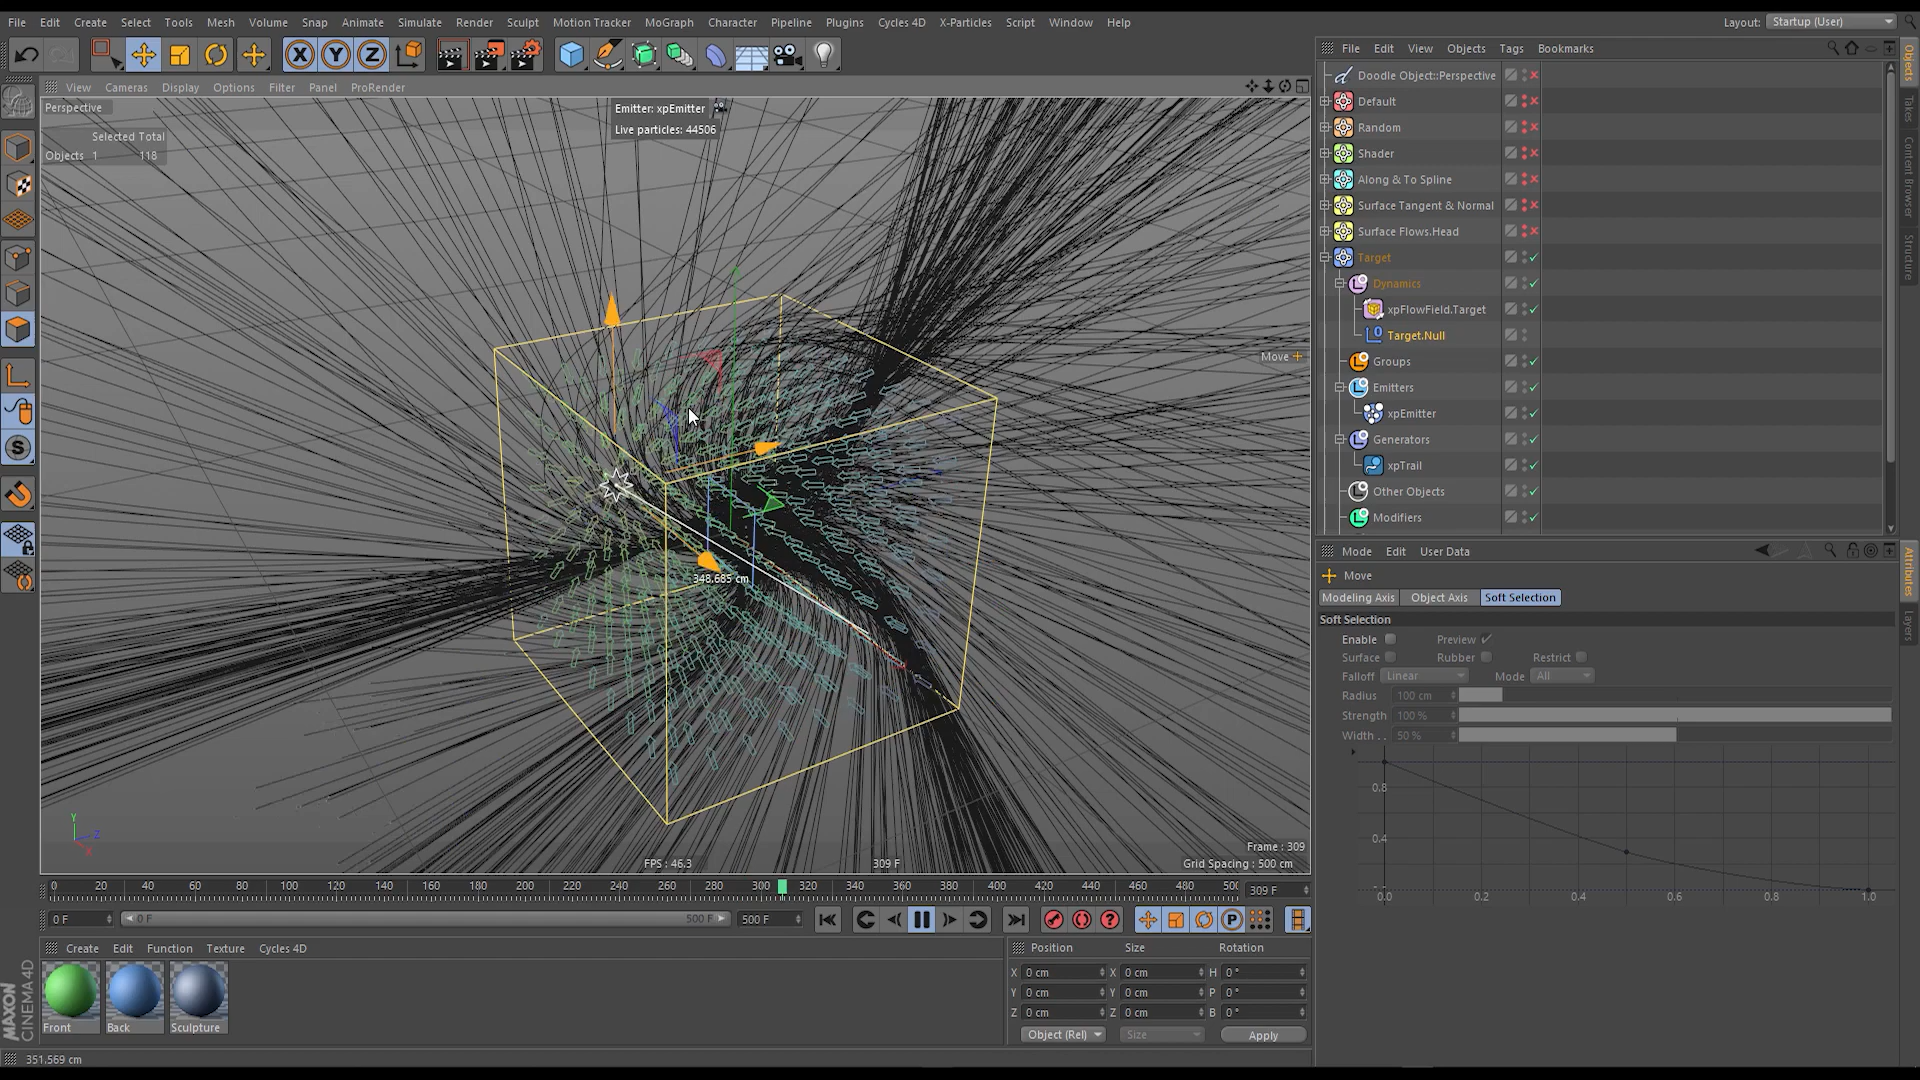 File Edit Create Select Tools Mesh Volume Snap Animate Simulate Render Sculpt Motion Tracker MoGraph Character Pipeline Plugins Cycles 4D X-Particles Script Window Help Layout: Startup (User)
X Y Z
View Cameras Display Options Filter Panel ProRender
Perspective
Emitter: xpEmitter
Live particles: 44506
Selected Total
Objects 1 118
Move
348.685 cm
Y
Z
X
Frame : 309
FPS : 46.3 309 F Grid Spacing : 500 cm
0 20 40 60 80 100 120 140 160 180 200 220 240 260 280 300 320 340 360 380 400 420 440 460 480 500 309 F
0 F 0 F 500 F 500 F
Create Edit Function Texture Cycles 4D
Front Back Sculpture
MAXON CINEMA 4D
351.569 cm
Position Size Rotation
X 0 cm X 0 cm H 0 °
Y 0 cm Y 0 cm P 0 °
Z 0 cm Z 0 cm B 0 °
Object (Rel) Size Apply
File Edit View Objects Tags Bookmarks
Doodle Object::Perspective
Default
Random
Shader
Along & To Spline
Surface Tangent & Normal
Surface Flows.Head
Target
Dynamics
xpFlowField.Target
Target.Null
Groups
Emitters
xpEmitter
Generators
xpTrail
Other Objects
Modifiers
Objects
Takes
Content Browser
Structure
Mode Edit User Data
Attributes
Layers
Move
Modeling Axis Object Axis Soft Selection
Soft Selection
Enable Preview
Surface Rubber Restrict
Falloff Linear Mode All
Radius 100 cm
Strength 100 %
Width . . 50 %
0.8
0.4
0.0 0.2 0.4 0.6 0.8 1.0